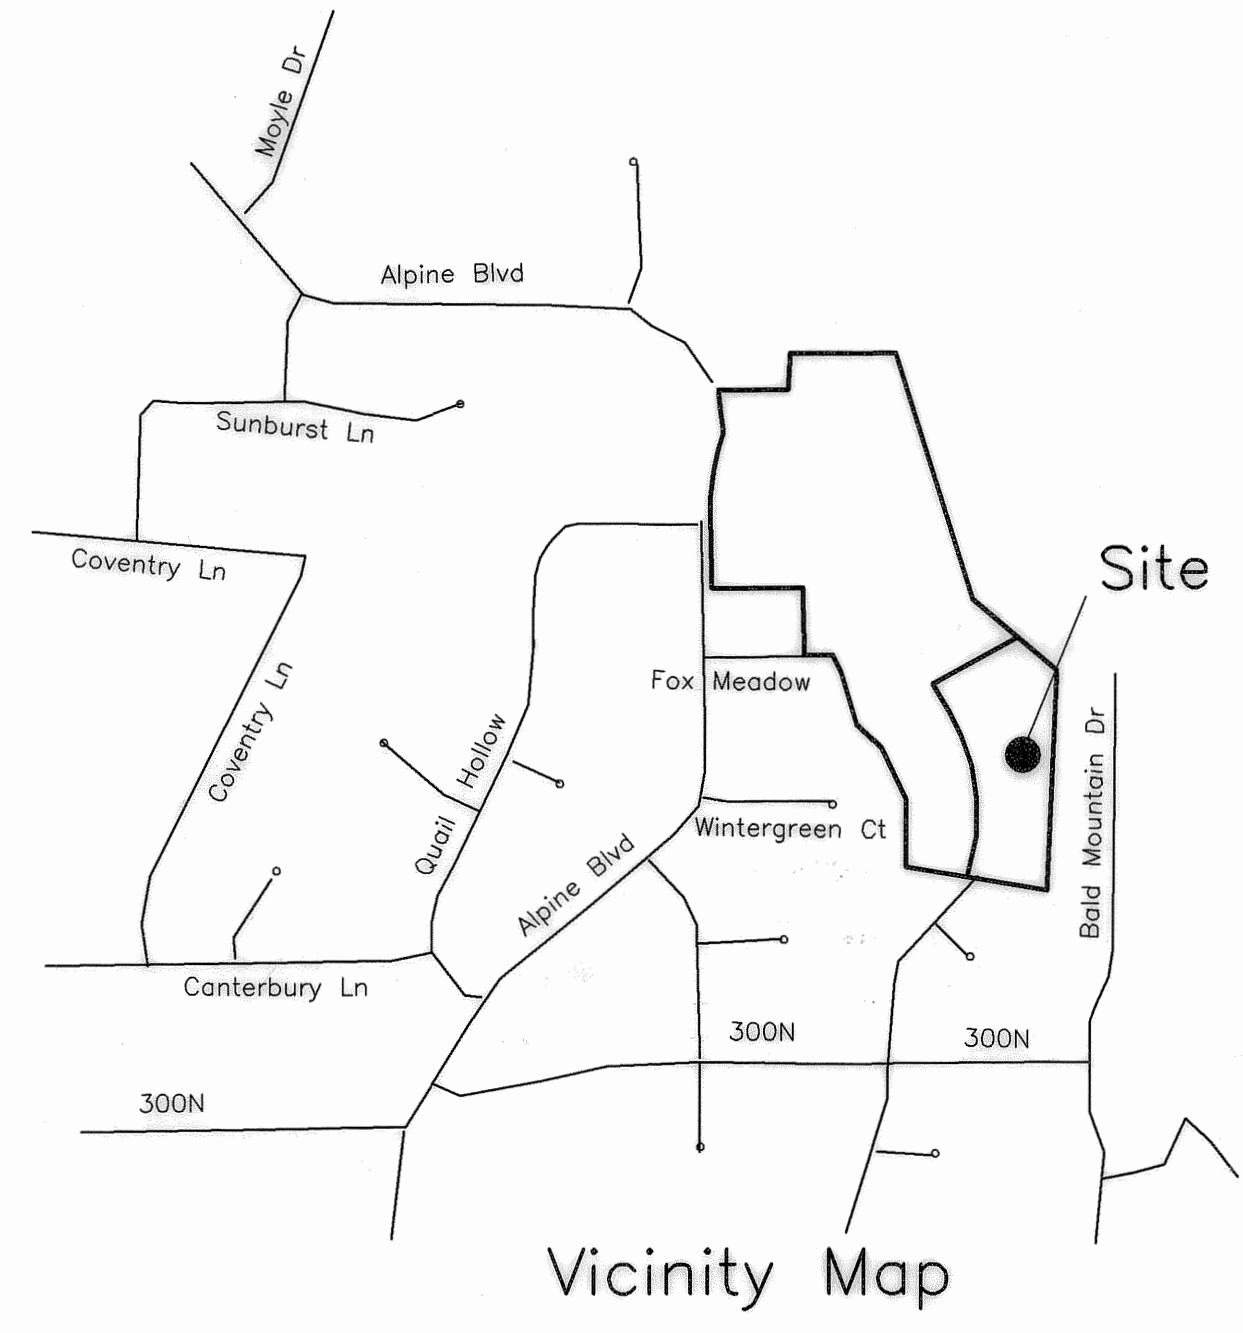 Moyle Dr
Alpine Blvd
Sunburst Ln
Coventry Ln
Site
Coventry Ln
Fox Meadow
Quail Hollow
Bald Mountain Dr
Wintergreen Ct
Alpine Blvd
Canterbury Ln
300N
300N
300N
Vicinity Map